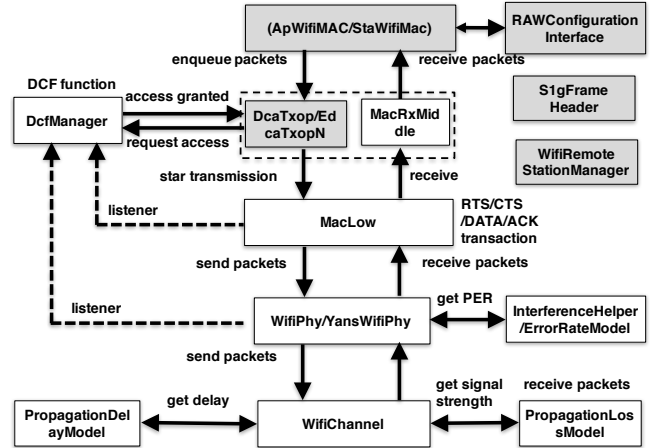 (ApWifiMAC/StaWifiMac)
RAWConfiguration
Interface
enqueue packets
receive packets
DCF function
access granted
DcfManager
DcaTxop/Ed
caTxopN
MacRxMi
ddle
S1gFrame
Header
request access
WifiRemote
StationManager
star transmission
receive
listener
MacLow
RTS/CTS
/DATA/ACK
transaction
send packets
receive packets
listener
get PER
WifiPhy/YansWifiPhy
InterferenceHelper
/ErrorRateModel
send packets
get delay
get signal
strength
receive packets
PropagationDel
ayModel
WifiChannel
PropagationLos
sModel